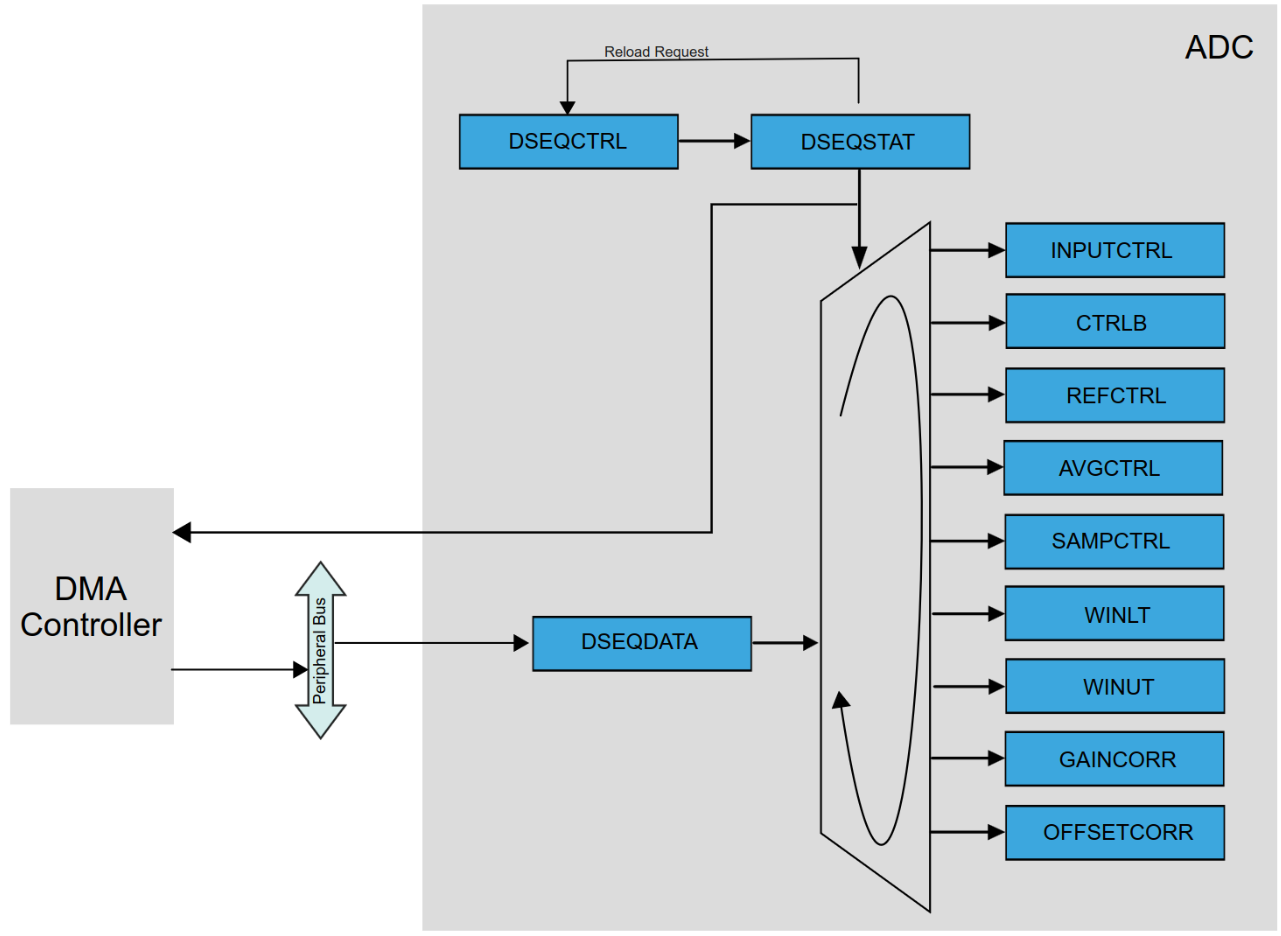 ADC
Reload Request
DSEQCTRL
DSEQSTAT
INPUTCTRL
CTRLB
REFCTRL
AVGCTRL
SAMPCTRL
WINLT
WINUT
GAINCORR
OFFSETCORR
DMA
Controller
Peripheral Bus
DSEQDATA